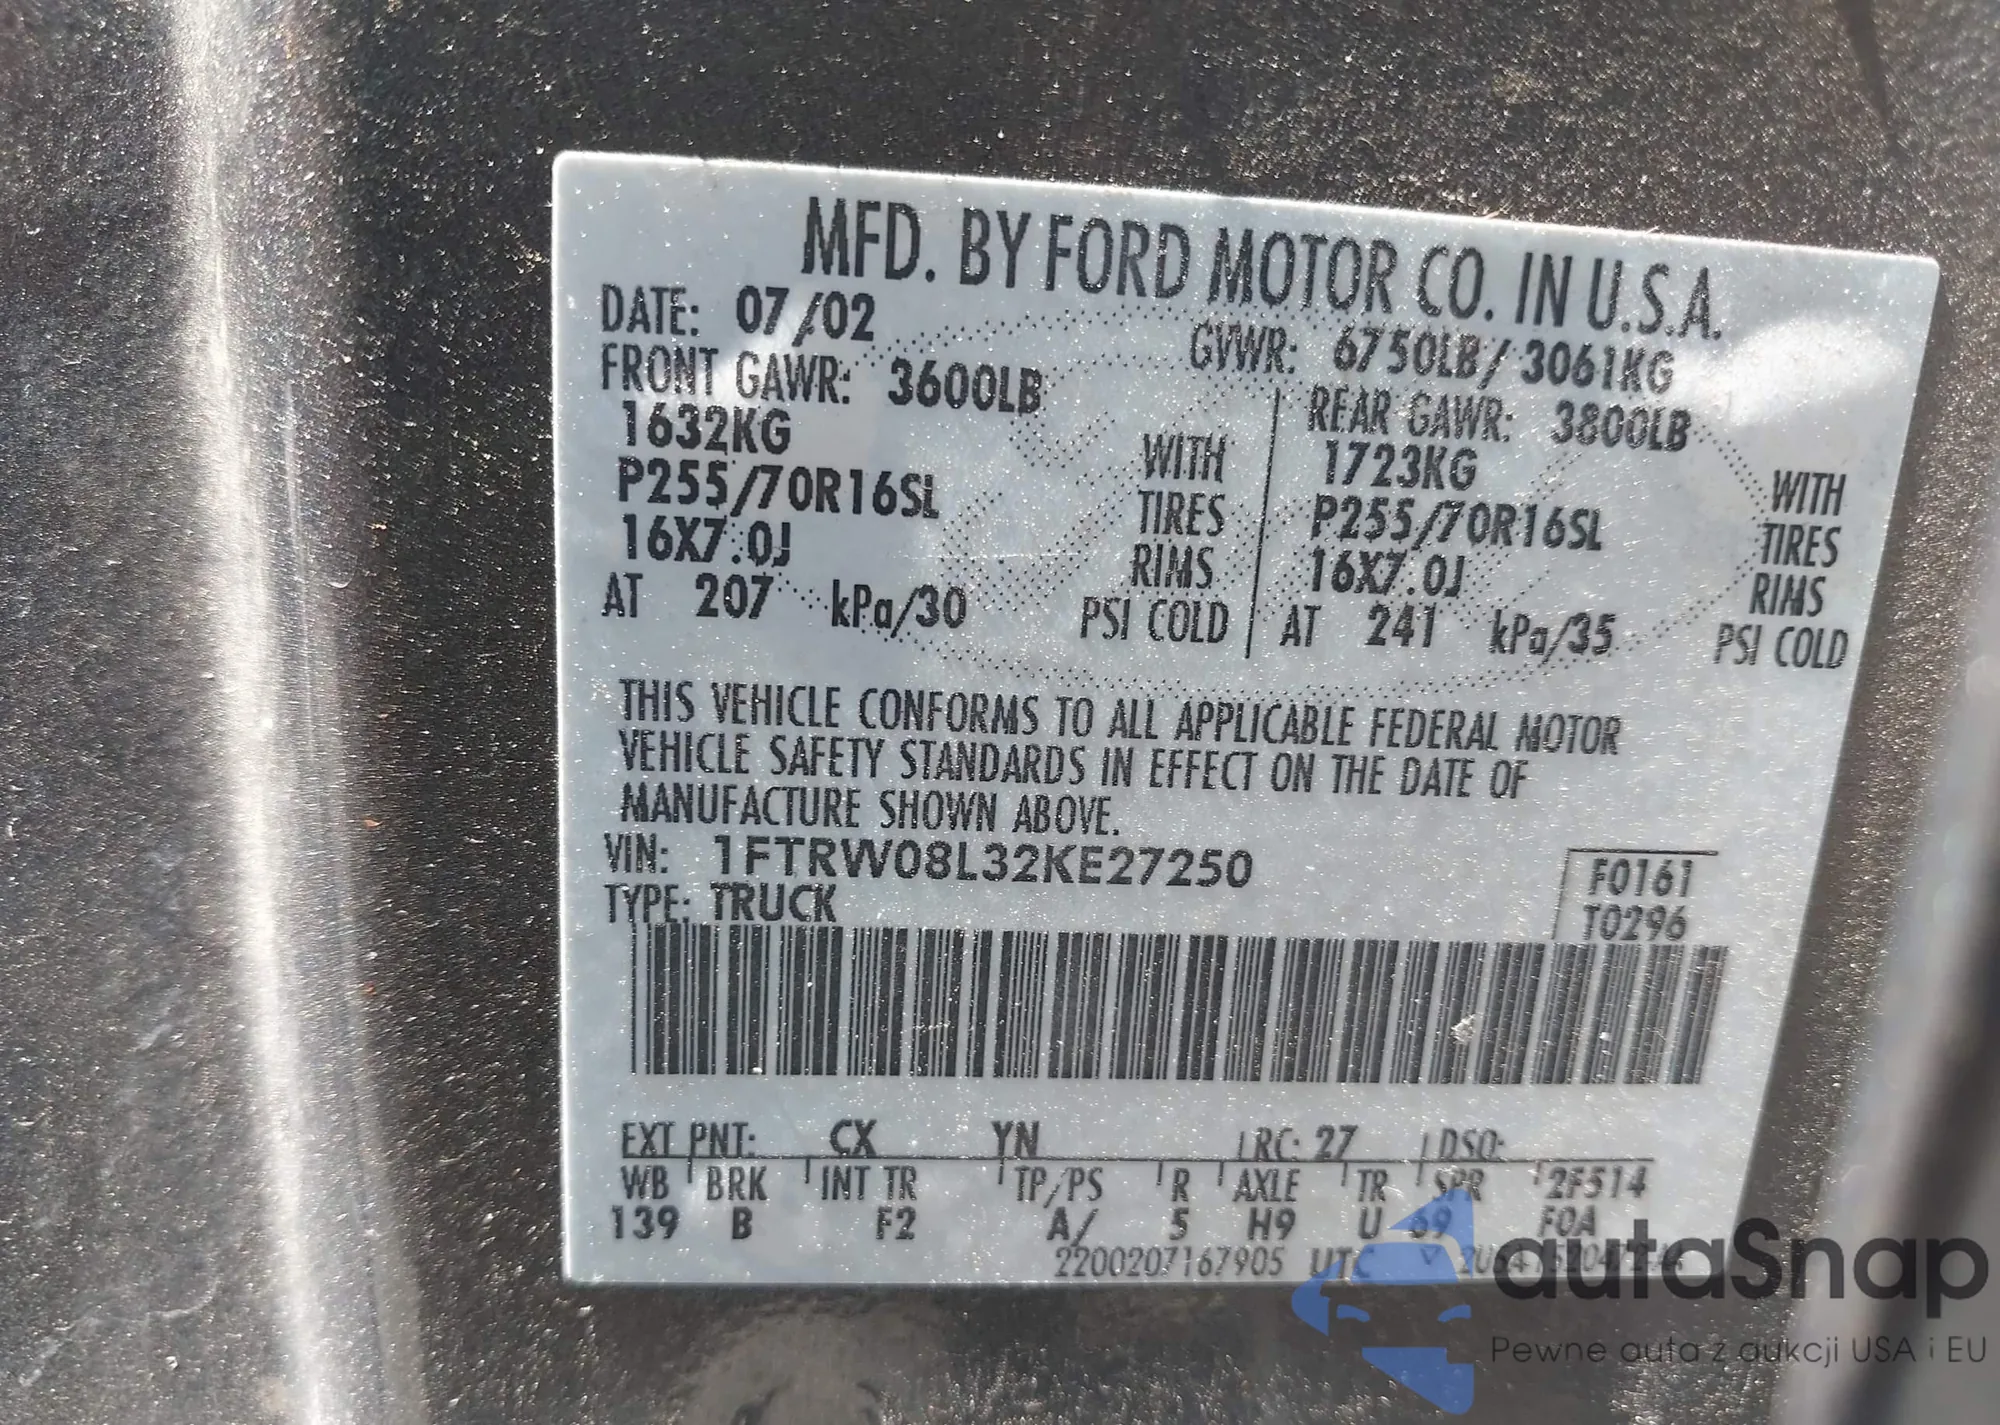 MFD. BY FORD MOTOR CO. IN U.S.A.
DATE: 07/02 GVWR: 6750LB/ 3061KG
FRONT GAWR: 3600LB REAR GAWR: 3800LB
1632KG WITH 1723KG WITH
P255/70R16SL TIRES P255/70R16SL TIRES
16X7.0J RIMS 16X7.0J RIMS
AT 207 kPa/30 PSI COLD AT 241 kPa/35 PSI COLD
THIS VEHICLE CONFORMS TO ALL APPLICABLE FEDERAL MOTOR
VEHICLE SAFETY STANDARDS IN EFFECT ON THE DATE OF
MANUFACTURE SHOWN ABOVE.
VIN: 1FTRW08L32KE27250 F0161
TYPE: TRUCK T0296
EXT PNT: CX YN RC: 27 DSO:
WB BRK INT TR TP/PS R AXLE TR SPR 2F514
139 B F2 A/ 5 H9 U 69 F0A
2200207167905 UTC
autaSnap
Pewne auta z aukcji USA i EU